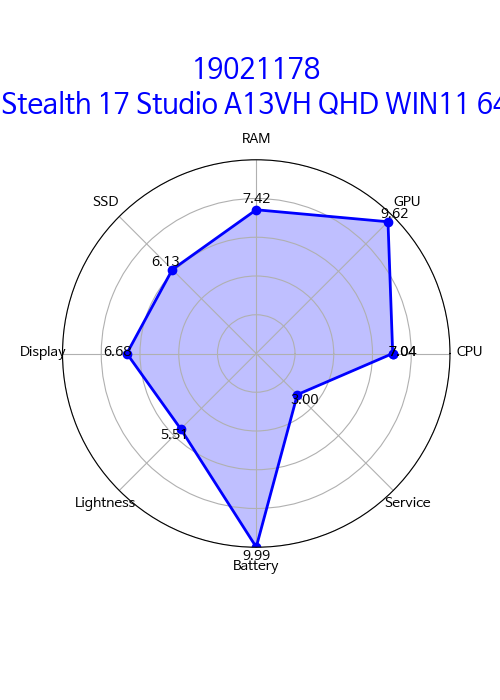 19021178
Stealth 17 Studio A13VH QHD WIN11 64
RAM
7.42
SSD
GPU
9.62
6.13
Display
6.68
7.04
CPU
5.51
3.00
Lightness
Service
9.99
Battery